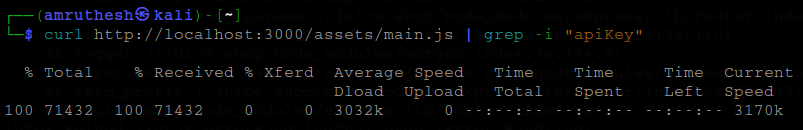 ┌──(amruthesh㉿kali)-[~]
└─$ curl http://localhost:3000/assets/main.js | grep -i "apiKey"
% Total % Received % Xferd Average Speed Time Time Time Current
Dload Upload Total Spent Left Speed
100 71432 100 71432 0 0 3032k 0 --:--:-- --:--:-- --:--:-- 3170k